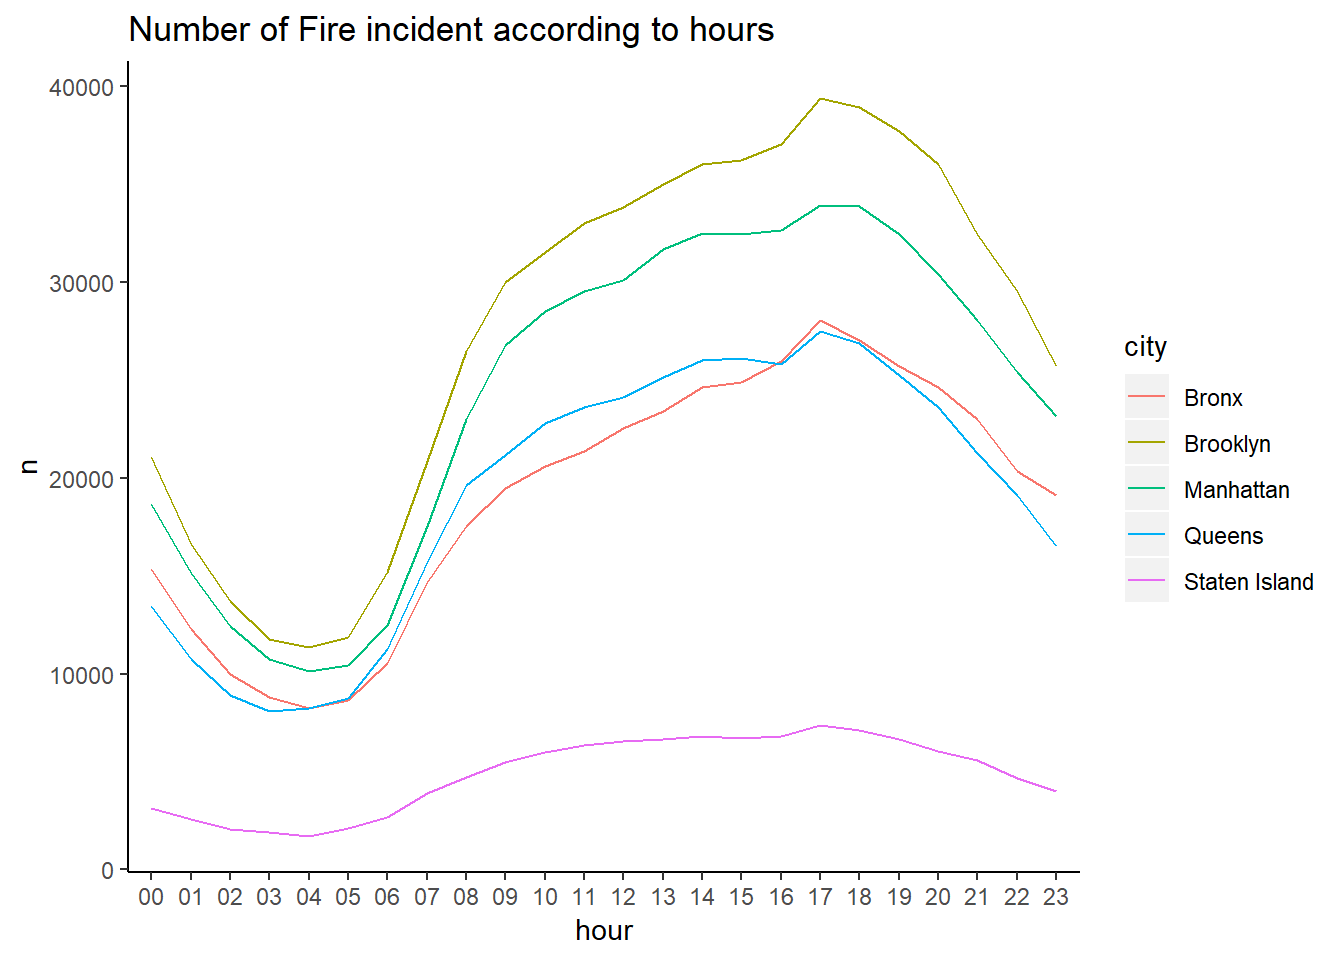 Number of Fire incident according to hours
40000
30000
20000
10000
0
n
00 01 02 03 04 05 06 07 08 09 10 11 12 13 14 15 16 17 18 19 20 21 22 23
hour
city
Bronx
Brooklyn
Manhattan
Queens
Staten Island